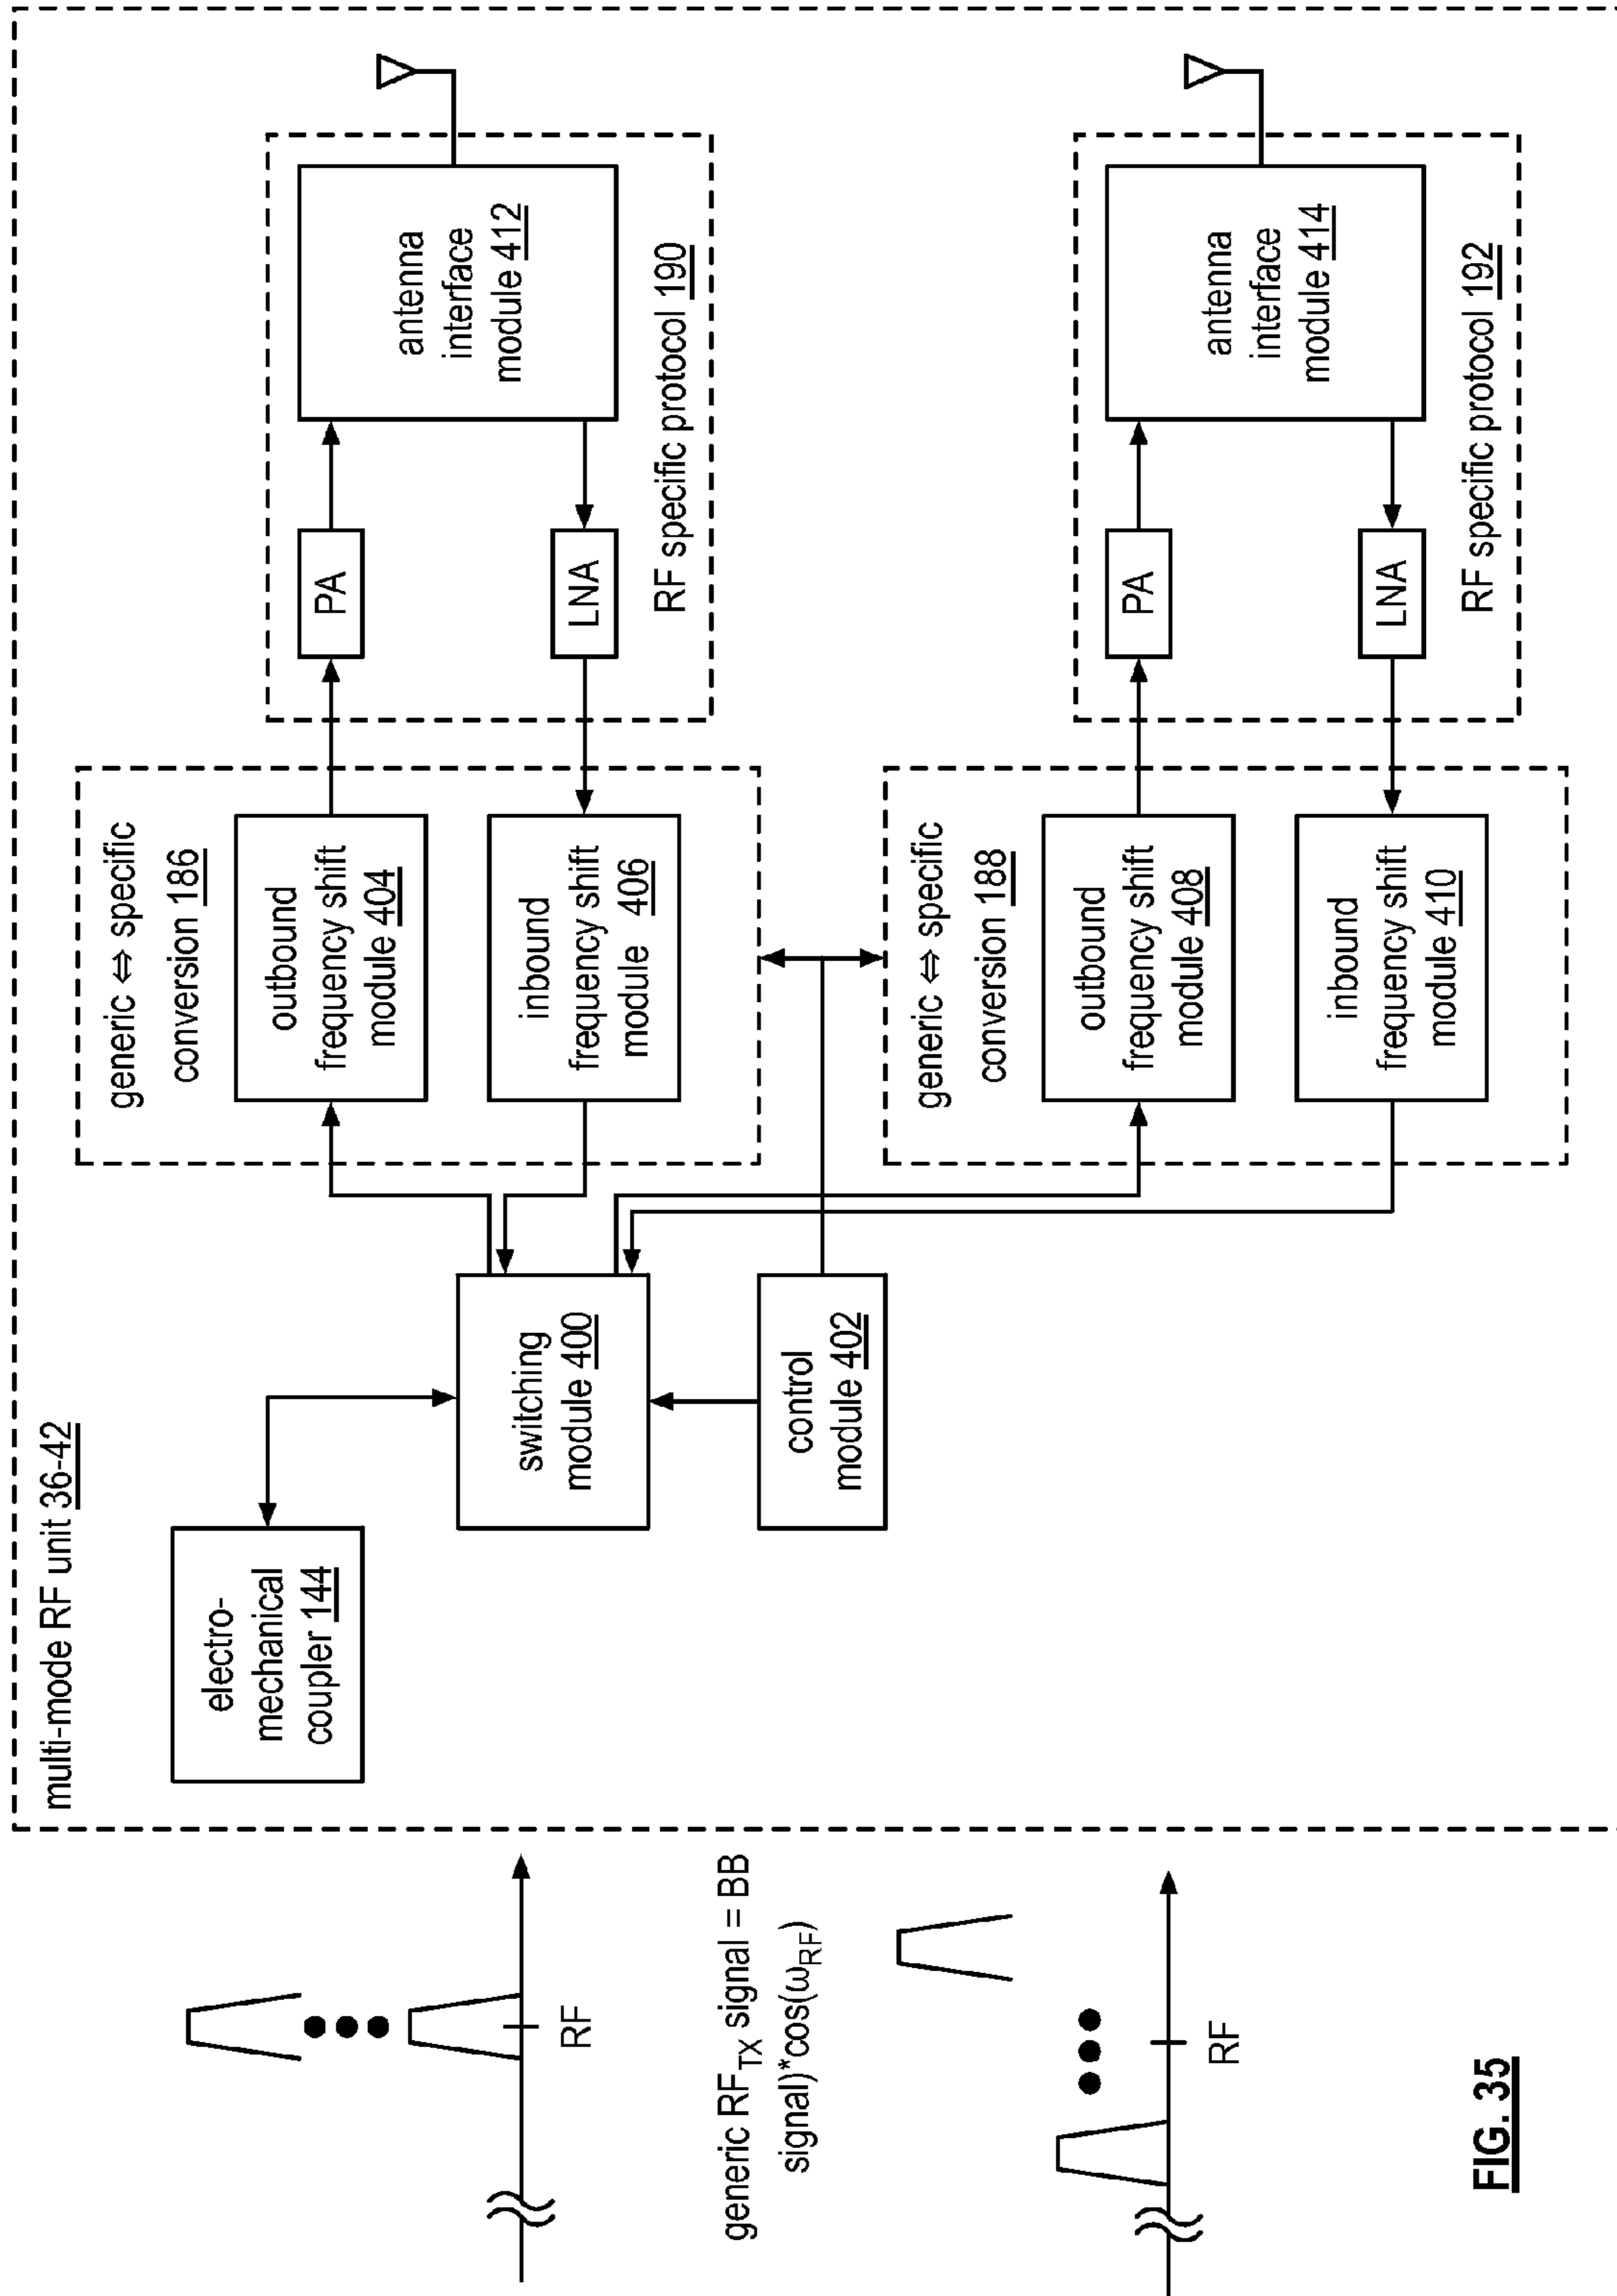 multi-mode RF unit 36-42
electro-
mechanical
coupler 144
switching
module 400
control
module 402
generic ⇔ specific
conversion 186
outbound
frequency shift
module 404
inbound
frequency shift
module 406
PA
LNA
antenna
interface
module 412
RF specific protocol 190
generic ⇔ specific
conversion 188
outbound
frequency shift
module 408
inbound
frequency shift
module 410
PA
LNA
antenna
interface
module 414
RF specific protocol 192
RF
generic RF_TX signal = BB
signal)*cos(ω_RF)
RF
FIG. 35